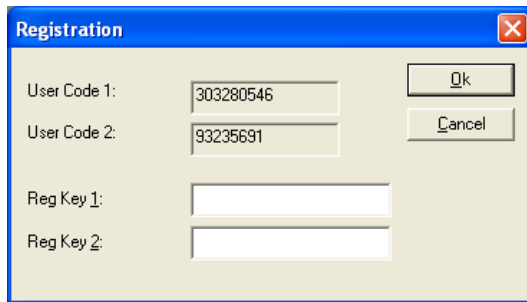 Registration
User Code 1: 303280546
Ok
User Code 2: 93235691
Cancel
Reg Key 1:
Reg Key 2: